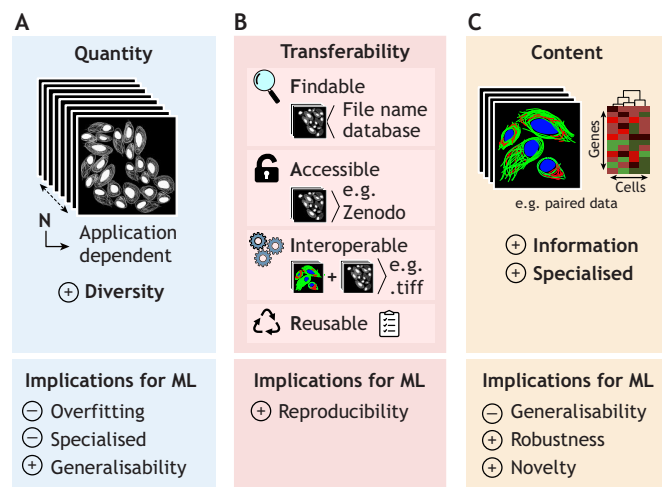 A
Quantity
N
Application
dependent
+ Diversity
Implications for ML
− Overfitting
− Specialised
+ Generalisability
B
Transferability
Findable
File name
database
Accessible
e.g.
Zenodo
Interoperable
+
e.g.
.tiff
Reusable
Implications for ML
+ Reproducibility
C
Content
Genes
Cells
e.g. paired data
+ Information
+ Specialised
Implications for ML
− Generalisability
+ Robustness
+ Novelty